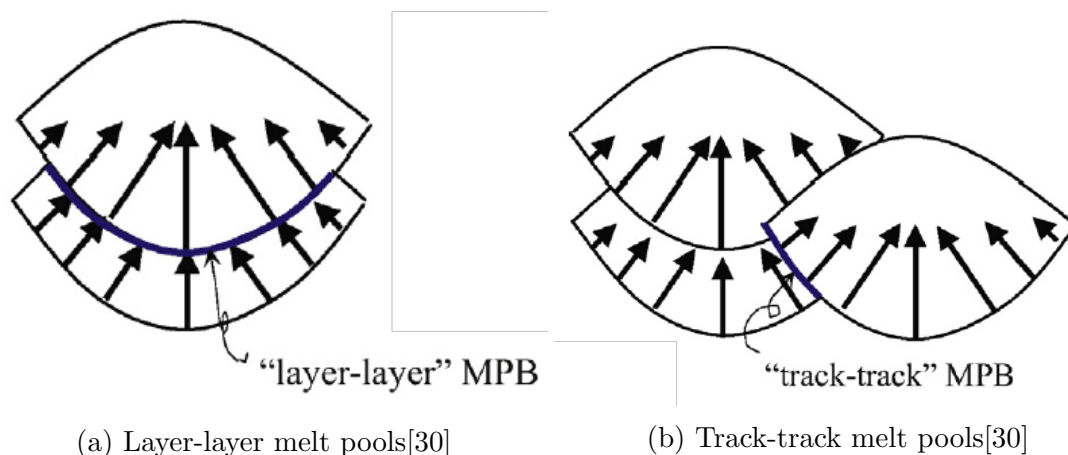 “layer-layer” MPB
“track-track” MPB
(a) Layer-layer melt pools[30]
(b) Track-track melt pools[30]